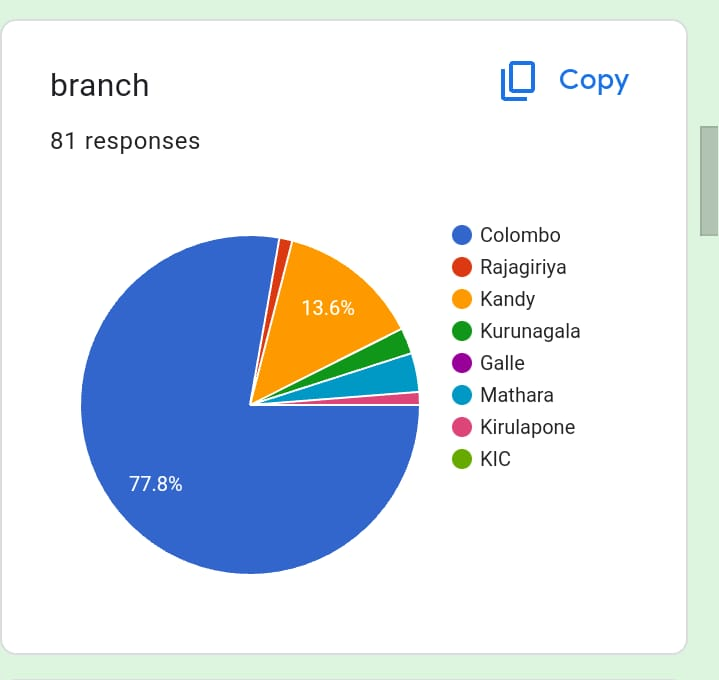 branch
Copy
81 responses
13.6%
77.8%
Colombo
Rajagiriya
Kandy
Kurunagala
Galle
Mathara
Kirulapone
KIC